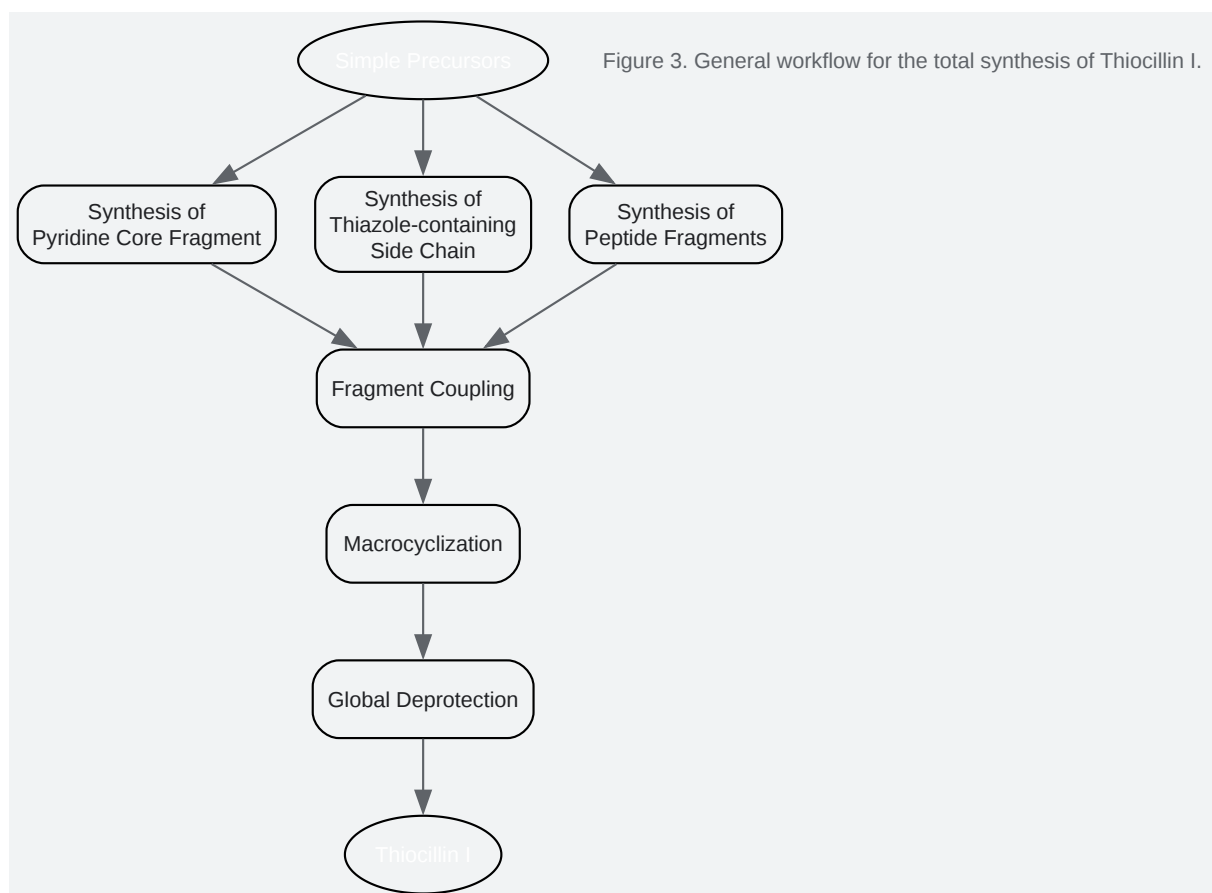 Simple Precursors
Figure 3. General workflow for the total synthesis of Thiocillin I.
Synthesis of
Pyridine Core Fragment
Synthesis of
Thiazole-containing
Side Chain
Synthesis of
Peptide Fragments
Fragment Coupling
Macrocyclization
Global Deprotection
Thiocillin I